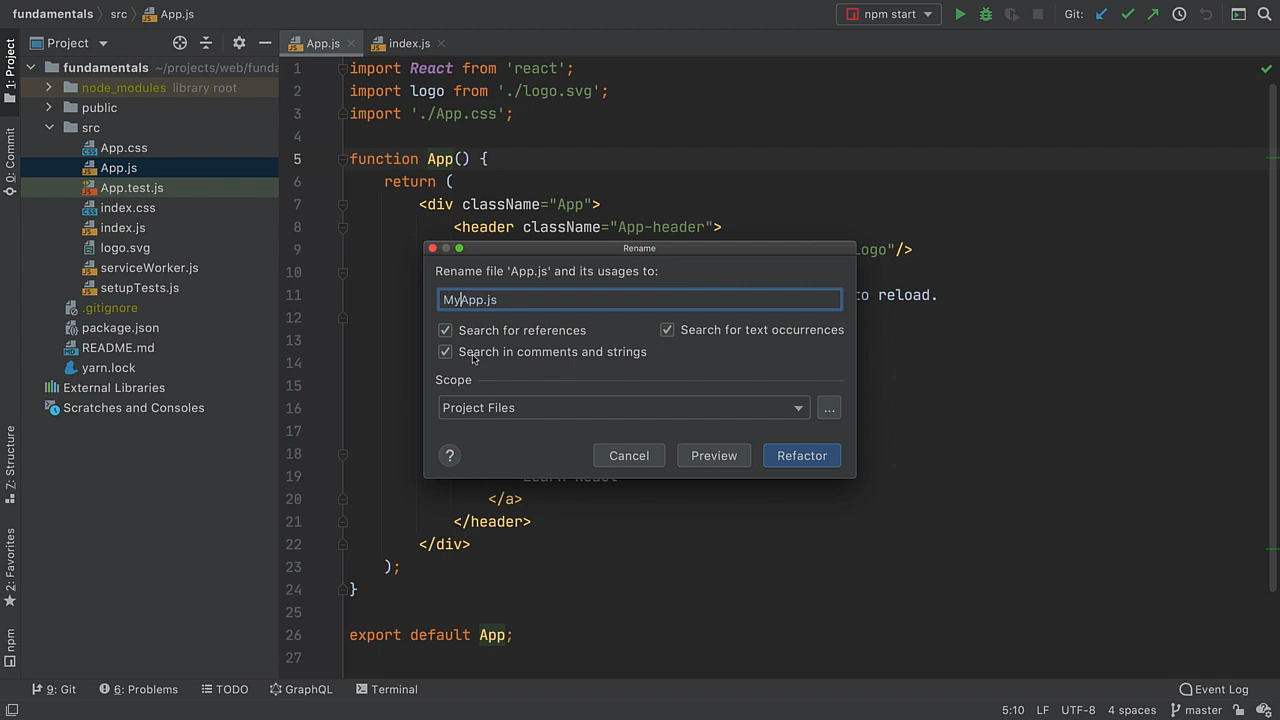 fundamentals › src › App.js
npm start
Git:
Project
1: Project
0: Commit
Z: Structure
2: Favorites
npm
fundamentals ~/projects/web/funda
node_modules library root
public
src
App.css
App.js
App.test.js
index.css
index.js
logo.svg
serviceWorker.js
setupTests.js
.gitignore
package.json
README.md
yarn.lock
External Libraries
Scratches and Consoles
App.js
index.js
1 import React from 'react';
2 import logo from './logo.svg';
3 import './App.css';
4
5 function App() {
6 return (
7 <div className="App">
8 <header className="App-header">
9 logo"/>
10
11 to reload.
12
13
14
15
16
17
18
19 Learn React
20 </a>
21 </header>
22 </div>
23 );
24 }
25
26 export default App;
27
Rename
Rename file 'App.js' and its usages to:
MyApp.js
Search for references
Search for text occurrences
Search in comments and strings
Scope
Project Files
...
?
Cancel
Preview
Refactor
9: Git
6: Problems
TODO
GraphQL
Terminal
Event Log
5:10 LF UTF-8 4 spaces master